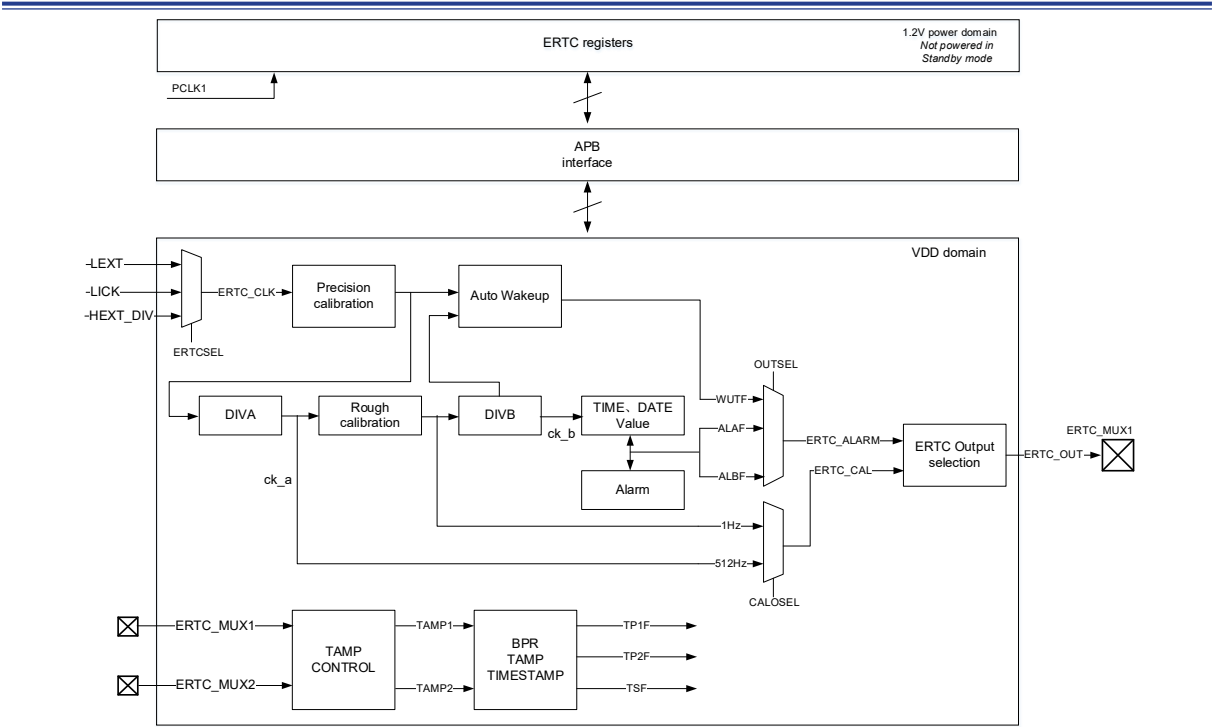 ERTC registers
1.2V power domain
Not powered in
Standby mode
PCLK1
APB
interface
VDD domain
LEXT
LICK
HEXT_DIV
ERTC_CLK
ERTCSEL
Precision
calibration
Auto Wakeup
OUTSEL
DIVA
Rough
calibration
DIVB
ck_b
TIME、DATE
Value
WUTF
ALAF
ALBF
ERTC_ALARM
ERTC_CAL
ERTC Output
selection
ERTC_OUT
ERTC_MUX1
ck_a
Alarm
1Hz
512Hz
CALOSEL
ERTC_MUX1
ERTC_MUX2
TAMP
CONTROL
TAMP1
TAMP2
BPR
TAMP
TIMESTAMP
TP1F
TP2F
TSF